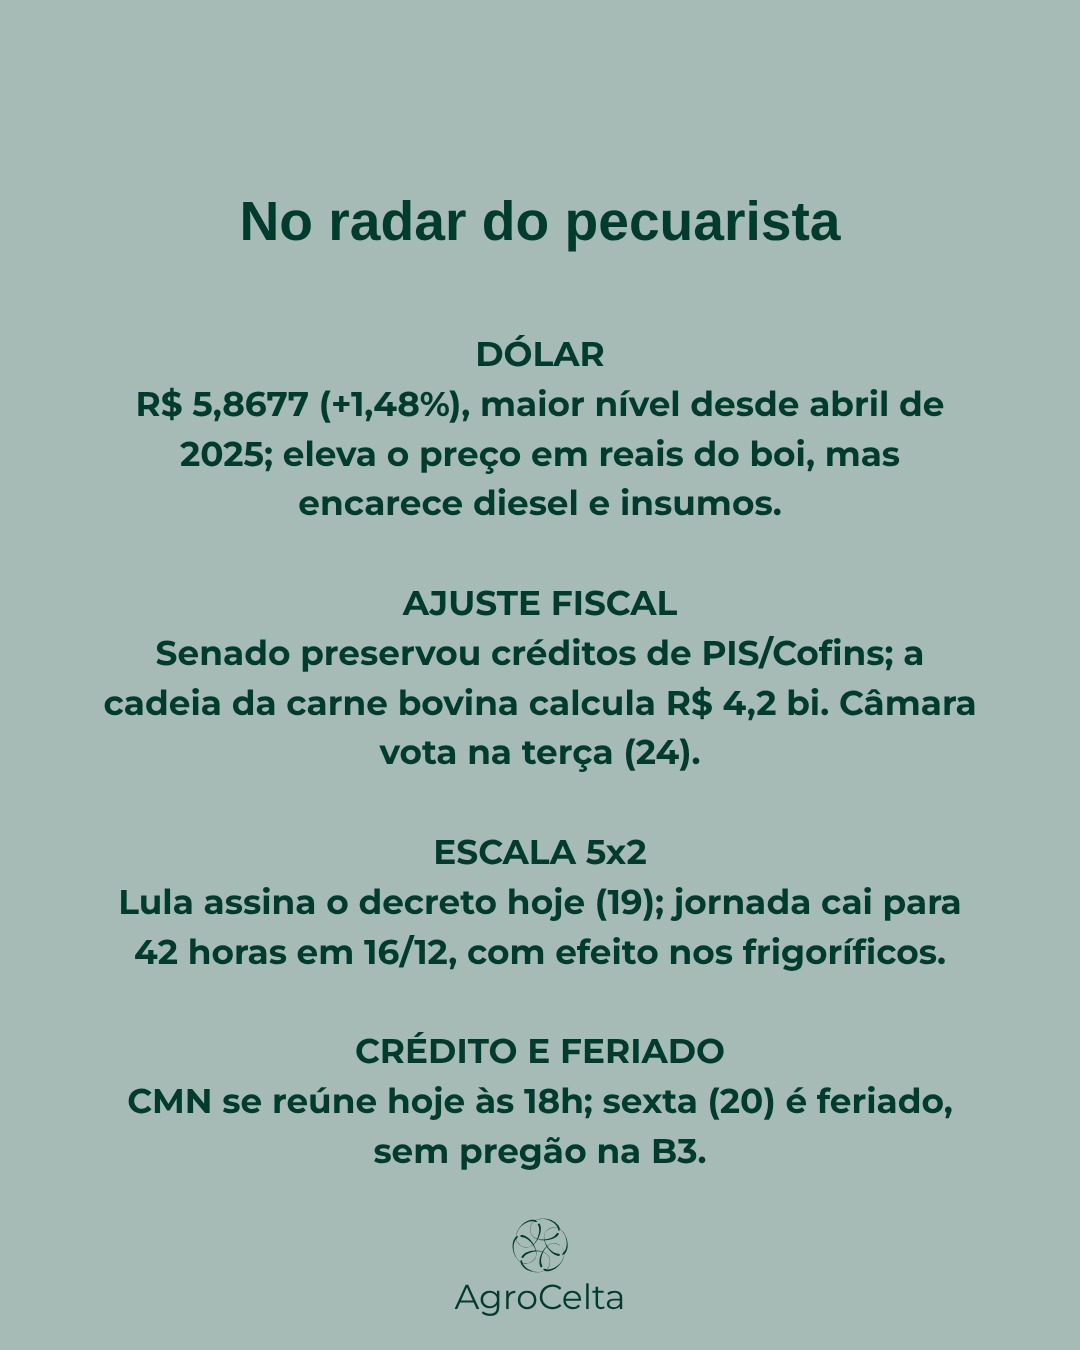 No radar do pecuarista
DÓLAR
R$ 5,8677 (+1,48%), maior nível desde abril de
2025; eleva o preço em reais do boi, mas
encarece diesel e insumos.
AJUSTE FISCAL
Senado preservou créditos de PIS/Cofins; a
cadeia da carne bovina calcula R$ 4,2 bi. Câmara
vota na terça (24).
ESCALA 5x2
Lula assina o decreto hoje (19); jornada cai para
42 horas em 16/12, com efeito nos frigoríficos.
CRÉDITO E FERIADO
CMN se reúne hoje às 18h; sexta (20) é feriado,
sem pregão na B3.
AgroCelta